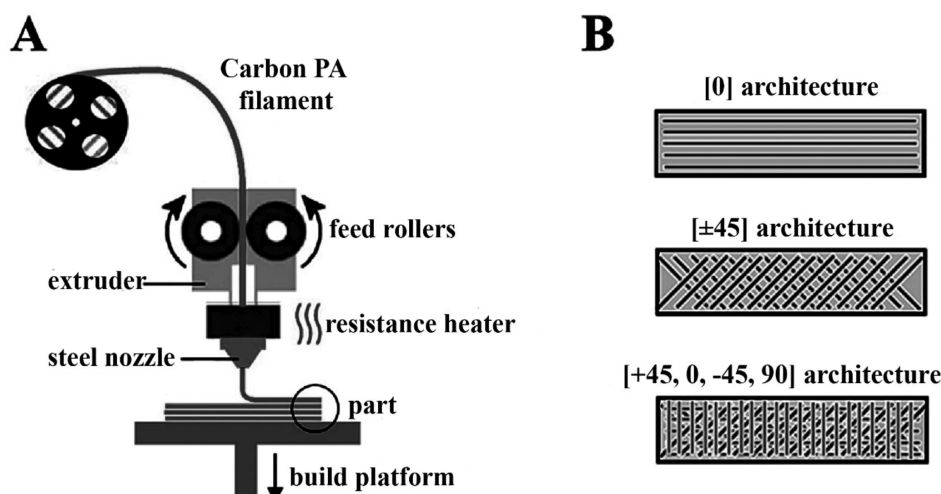 A
Carbon PA
filament
feed rollers
extruder
resistance heater
steel nozzle
part
build platform
B
[0] architecture
[±45] architecture
[+45, 0, -45, 90] architecture